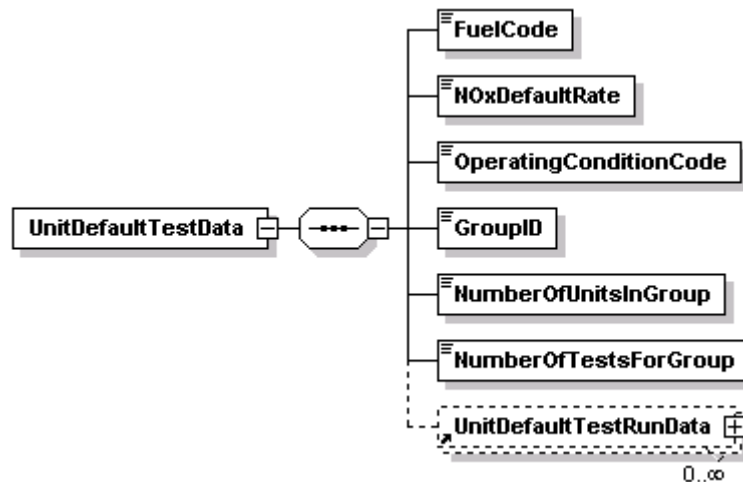 FuelCode
NOxDefaultRate
OperatingConditionCode
UnitDefaultTestData
GroupID
NumberOfUnitsInGroup
NumberOfTestsForGroup
UnitDefaultTestRunData
0..∞